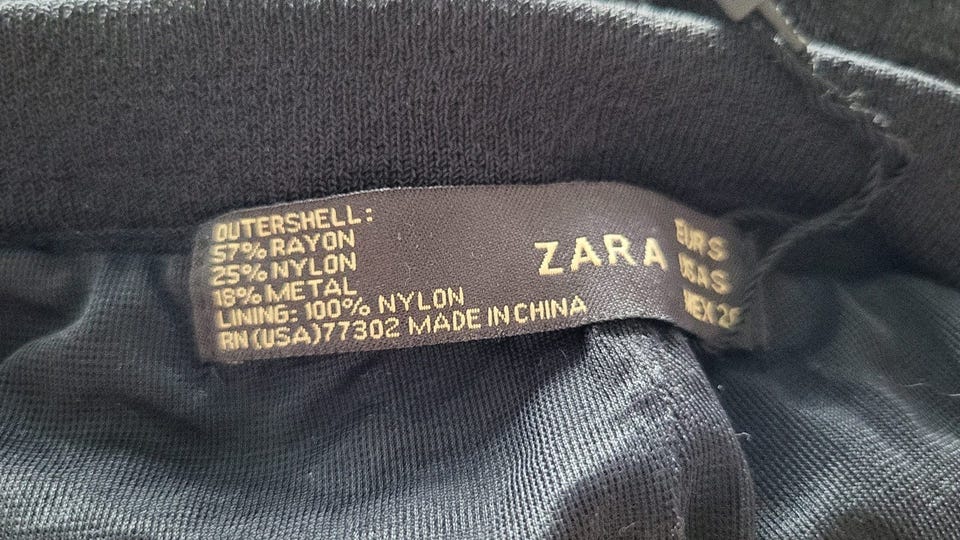 OUTERSHELL:
57% RAYON
25% NYLON
18% METAL
LINING: 100% NYLON
RN(USA)77302 MADE IN CHINA
ZARA
EUR S
USA S
MEX